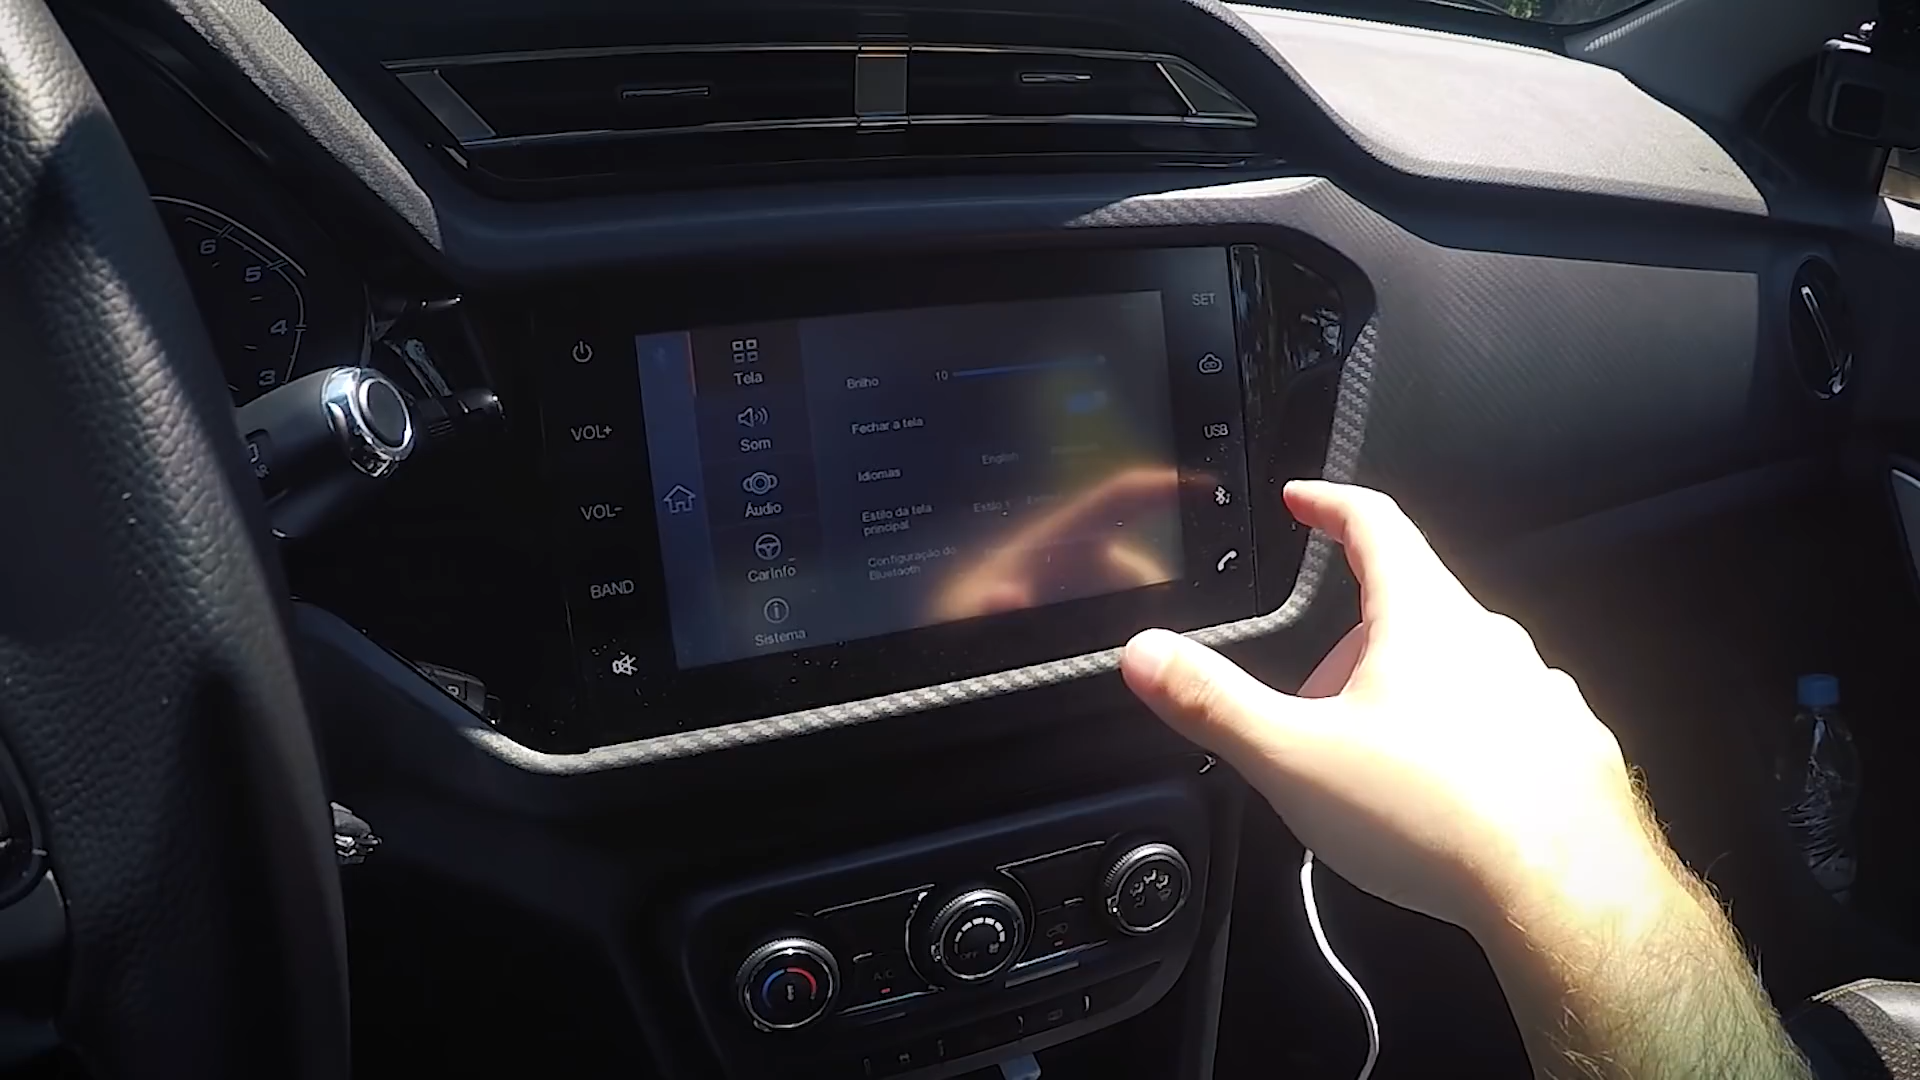 6
5
4
3
VOL+
VOL-
BAND
Tela
Som
Áudio
CarInfo
Sistema
Brilho
10
Fechar a tela
Idiomas
English
Estilo da tela
principal
Configuração do
Bluetooth
SET
USB
A/C
OFF